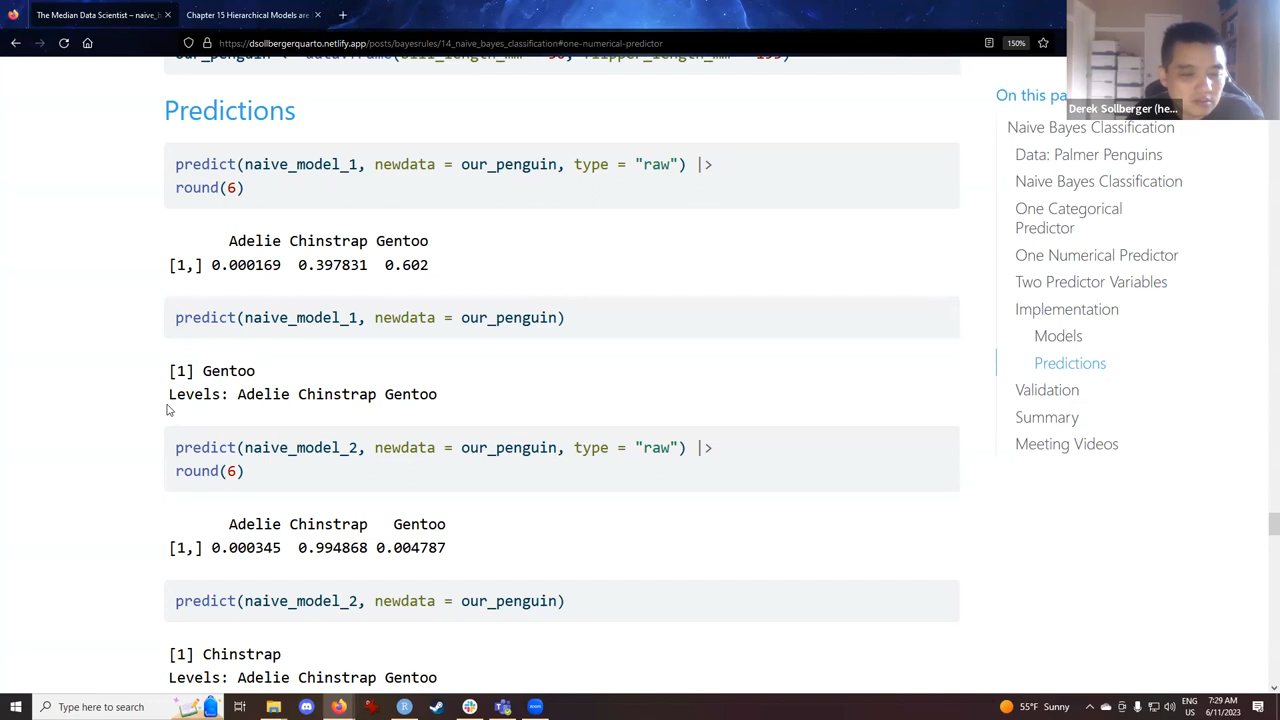 The Median Data Scientist – naive_b
Chapter 15 Hierarchical Models are
https://dsollbergerquarto.netlify.app/posts/bayesrules/14_naive_bayes_classification#one-numerical-predictor
150%
Derek Sollberger (he...
Predictions
predict(naive_model_1, newdata = our_penguin, type = "raw") |>
round(6)
Adelie Chinstrap Gentoo
[1,] 0.000169 0.397831 0.602
predict(naive_model_1, newdata = our_penguin)
[1] Gentoo
Levels: Adelie Chinstrap Gentoo
predict(naive_model_2, newdata = our_penguin, type = "raw") |>
round(6)
Adelie Chinstrap Gentoo
[1,] 0.000345 0.994868 0.004787
predict(naive_model_2, newdata = our_penguin)
[1] Chinstrap
Levels: Adelie Chinstrap Gentoo
On this pa
Naive Bayes Classification
Data: Palmer Penguins
Naive Bayes Classification
One Categorical
Predictor
One Numerical Predictor
Two Predictor Variables
Implementation
Models
Predictions
Validation
Summary
Meeting Videos
Type here to search
55°F Sunny
ENG
US
7:29 AM
6/11/2023